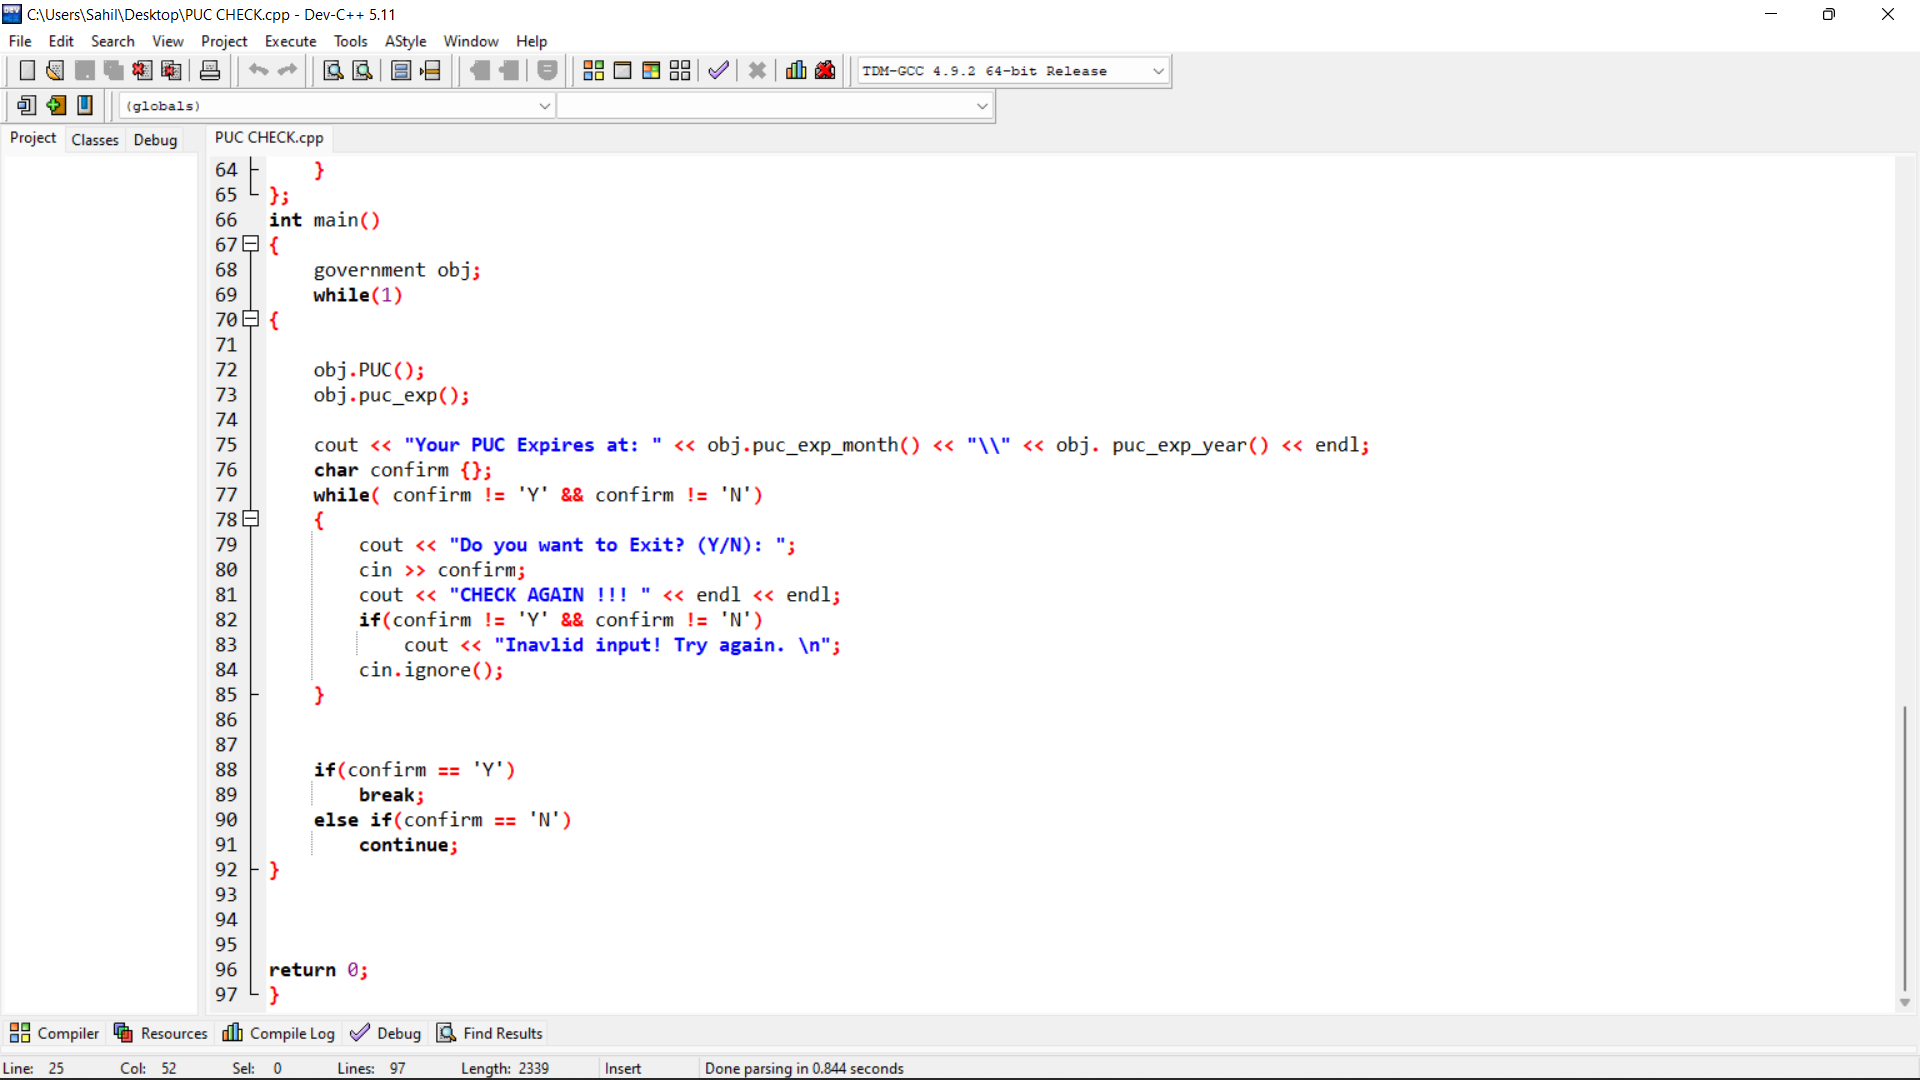 C:\Users\Sahil\Desktop\PUC CHECK.cpp - Dev-C++ 5.11
File Edit Search View Project Execute Tools AStyle Window Help
TDM-GCC 4.9.2 64-bit Release
(globals)
Project Classes Debug PUC CHECK.cpp
64 }
65 };
66 int main()
67 {
68 government obj;
69 while(1)
70 {
71
72 obj.PUC();
73 obj.puc_exp();
74
75 cout << "Your PUC Expires at: " << obj.puc_exp_month() << "\\" << obj. puc_exp_year() << endl;
76 char confirm {};
77 while( confirm != 'Y' && confirm != 'N')
78 {
79 cout << "Do you want to Exit? (Y/N): ";
80 cin >> confirm;
81 cout << "CHECK AGAIN !!! " << endl << endl;
82 if(confirm != 'Y' && confirm != 'N')
83 cout << "Inavlid input! Try again. \n";
84 cin.ignore();
85 }
86
87
88 if(confirm == 'Y')
89 break;
90 else if(confirm == 'N')
91 continue;
92 }
93
94
95
96 return 0;
97 }
Compiler Resources Compile Log Debug Find Results
Line: 25 Col: 52 Sel: 0 Lines: 97 Length: 2339 Insert Done parsing in 0.844 seconds